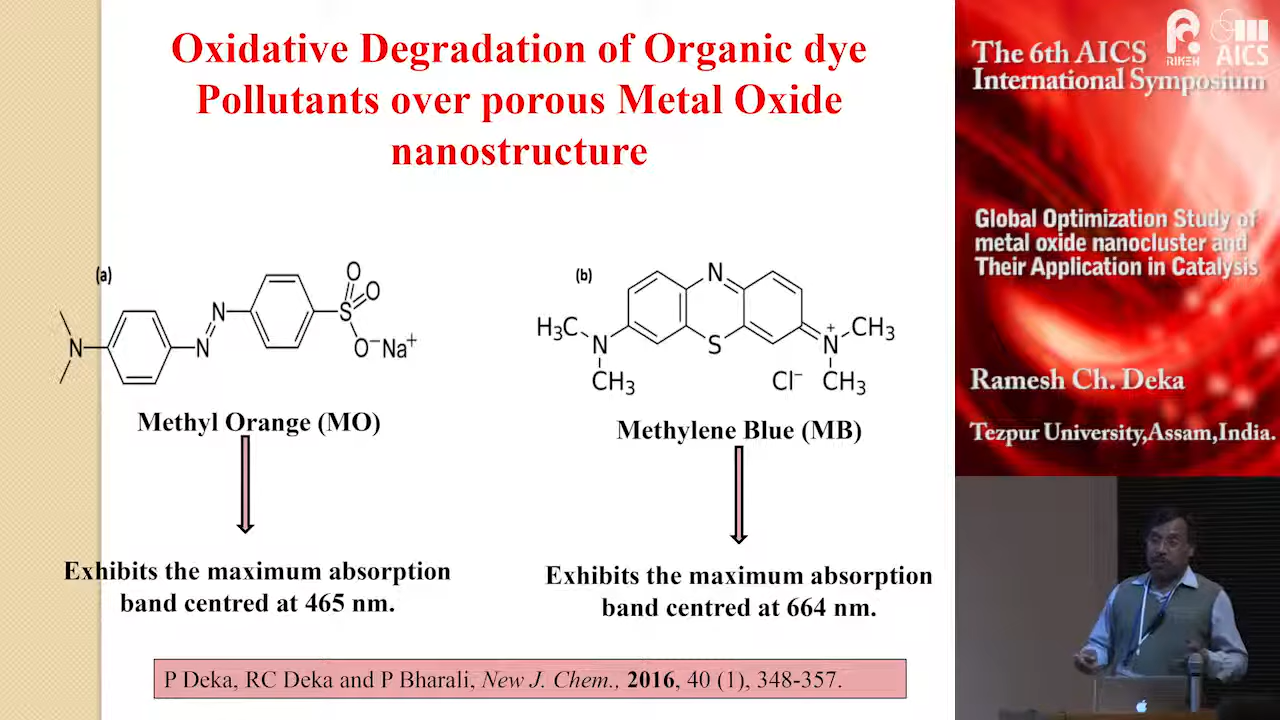 Oxidative Degradation of Organic dye
Pollutants over porous Metal Oxide
nanostructure
(a)
N
N
N
S
O
O
O⁻Na⁺
Methyl Orange (MO)
Exhibits the maximum absorption
band centred at 465 nm.
(b)
N
H₃C
N
CH₃
S
N⁺
CH₃
CH₃
Cl⁻
Methylene Blue (MB)
Exhibits the maximum absorption
band centred at 664 nm.
P Deka, RC Deka and P Bharali, New J. Chem., 2016, 40 (1), 348-357.
RIKEN
AICS
The 6th AICS
International Symposium
Global Optimization Study of
metal oxide nanocluster and
Their Application in Catalysis
Ramesh Ch. Deka
Tezpur University,Assam,India.